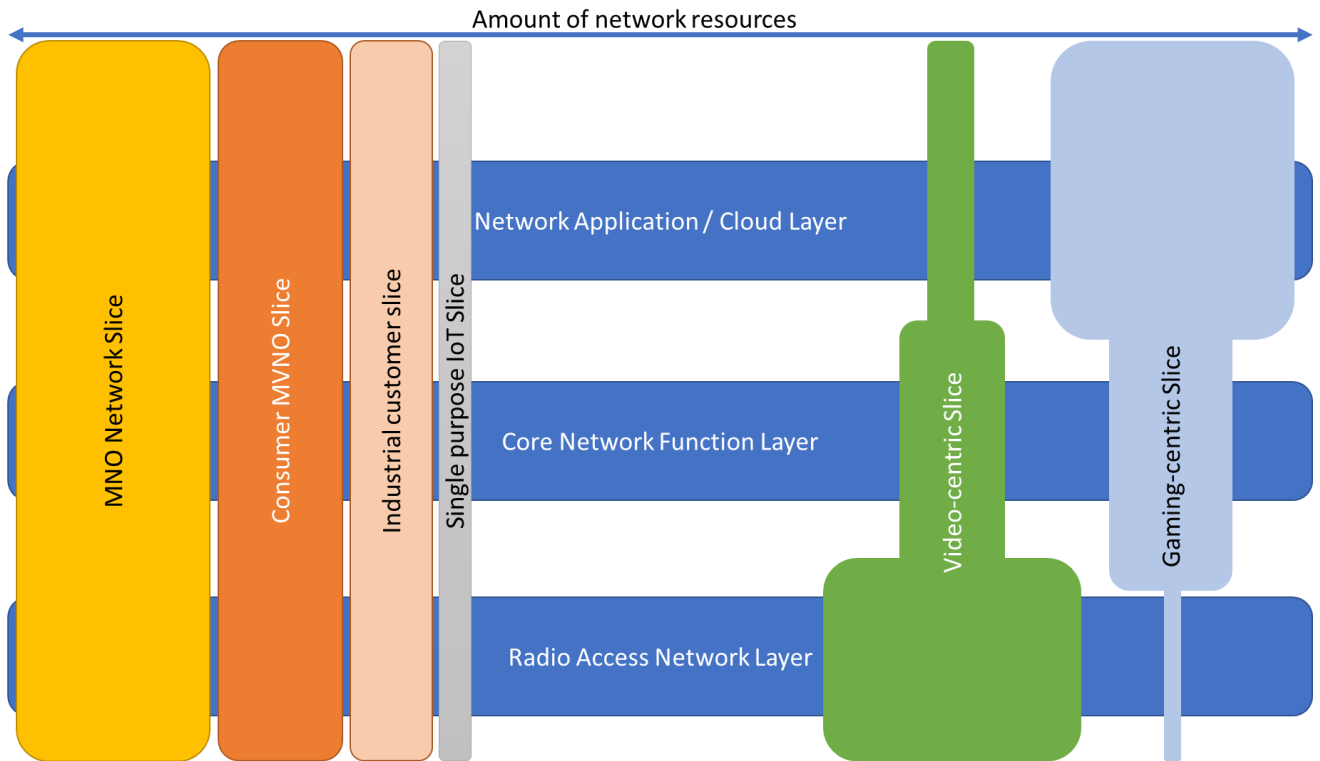 Amount of network resources
Network Application / Cloud Layer
Core Network Function Layer
Radio Access Network Layer
MNO Network Slice
Consumer MVNO Slice
Industrial customer slice
Single purpose IoT Slice
Video-centric Slice
Gaming-centric Slice